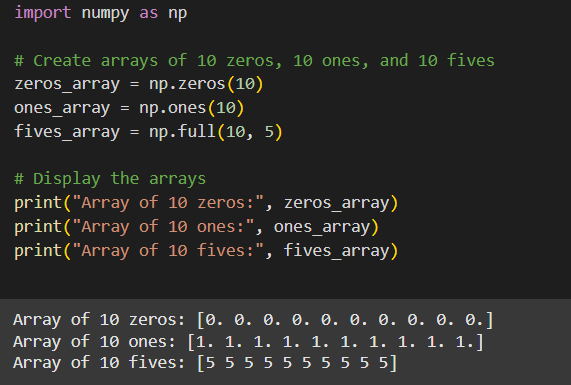 import numpy as np
# Create arrays of 10 zeros, 10 ones, and 10 fives
zeros_array = np.zeros(10)
ones_array = np.ones(10)
fives_array = np.full(10, 5)
# Display the arrays
print("Array of 10 zeros:", zeros_array)
print("Array of 10 ones:", ones_array)
print("Array of 10 fives:", fives_array)
Array of 10 zeros: [0. 0. 0. 0. 0. 0. 0. 0. 0. 0.]
Array of 10 ones: [1. 1. 1. 1. 1. 1. 1. 1. 1. 1.]
Array of 10 fives: [5 5 5 5 5 5 5 5 5 5]